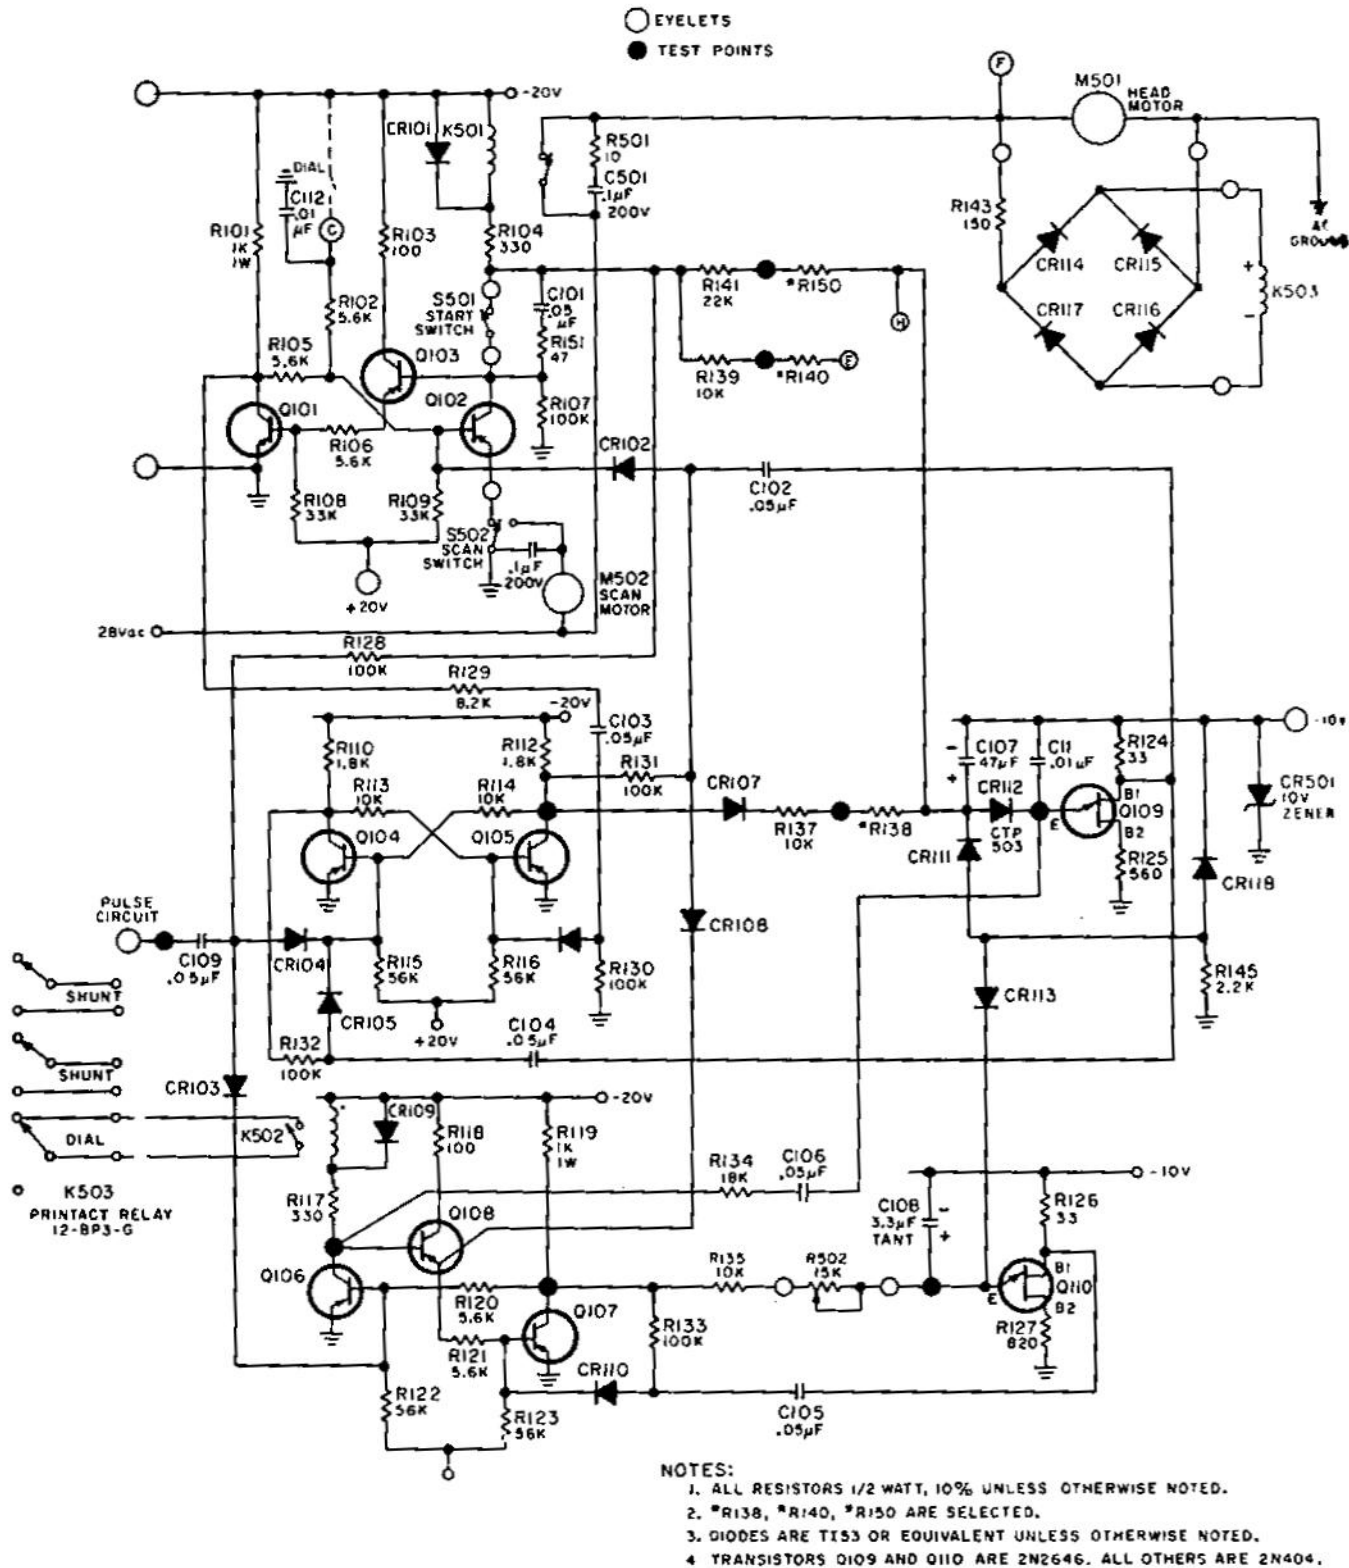 EYELETS
TEST POINTS
F
M501
HEAD
MOTOR
-20V
CR101
K501
R501
10
C501
.1µF
200V
DIAL
C112
.01
µF
C
R101
1K
1W
R103
100
R104
330
R143
150
CR114
CR115
AC
GROUND
+
K503
-
CR117
CR116
R102
5.6K
S501
START
SWITCH
C101
.05
µF
R151
47
R141
22K
*R150
H
R105
5.6K
Q103
R139
10K
*R140
E
Q101
Q102
R107
100K
R106
5.6K
CR102
C102
.05µF
R108
33K
R109
33K
S502
SCAN
SWITCH
.1µF
200V
M502
SCAN
MOTOR
+20V
28Vac
R128
100K
R129
8.2K
-20V
C103
.05µF
R110
1.8K
R112
1.8K
R131
100K
R113
10K
R114
10K
CR107
R137
10K
*R138
-
C107
47µF
+
C11
.01µF
R124
33
-10V
CR112
CTP
503
B1
Q109
E
B2
CR501
10V
ZENER
Q104
Q105
CR111
R125
560
CR118
PULSE
CIRCUIT
C109
.05µF
CR104
R115
56K
R116
56K
R130
100K
CR108
CR113
R145
2.2K
SHUNT
CR105
+20V
C104
.05µF
R132
100K
SHUNT
CR103
-20V
CR109
R118
100
R119
1K
1W
DIAL
K502
R134
18K
C106
.05µF
-10V
K503
PRINTACT RELAY
12-BP3-G
R117
330
Q108
C108
3.3µF
TANT
-
+
R126
33
R135
10K
R502
15K
B1
Q110
E
B2
Q106
R120
5.6K
Q107
R133
100K
R127
820
R121
5.6K
CR110
R122
56K
R123
56K
C105
.05µF
NOTES:
1. ALL RESISTORS 1/2 WATT, 10% UNLESS OTHERWISE NOTED.
2. *R138, *R140, *R150 ARE SELECTED.
3. DIODES ARE TI53 OR EQUIVALENT UNLESS OTHERWISE NOTED.
4 TRANSISTORS Q109 AND Q110 ARE 2N2646. ALL OTHERS ARE 2N404.